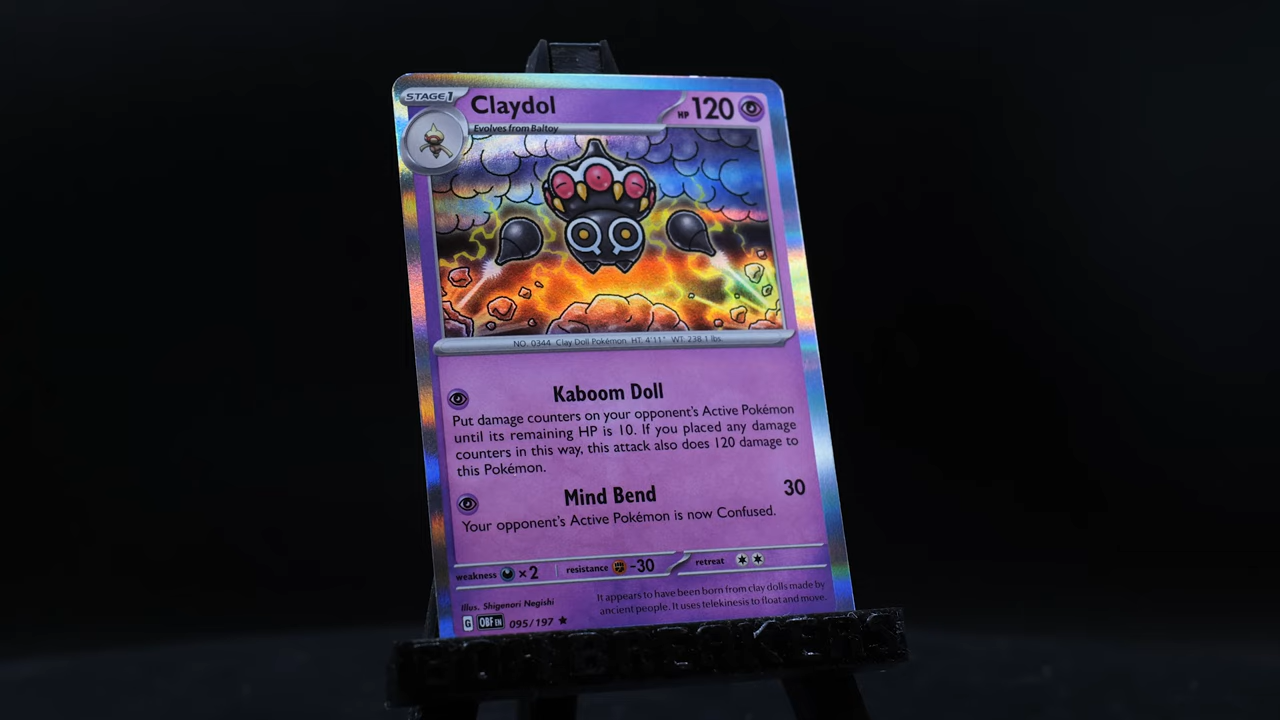 STAGE1 Claydol HP 120
Evolves from Baltoy
NO. 0344 Clay Doll Pokémon HT. 4'11" WT. 238.1 lbs.
Kaboom Doll
Put damage counters on your opponent's Active Pokémon
until its remaining HP is 10. If you placed any damage
counters in this way, this attack also does 120 damage to
this Pokémon.
Mind Bend 30
Your opponent's Active Pokémon is now Confused.
weakness ×2 resistance -30 retreat
Illus. Shigenori Negishi
It appears to have been born from clay dolls made by
ancient people. It uses telekinesis to float and move.
G OBF EN 095/197